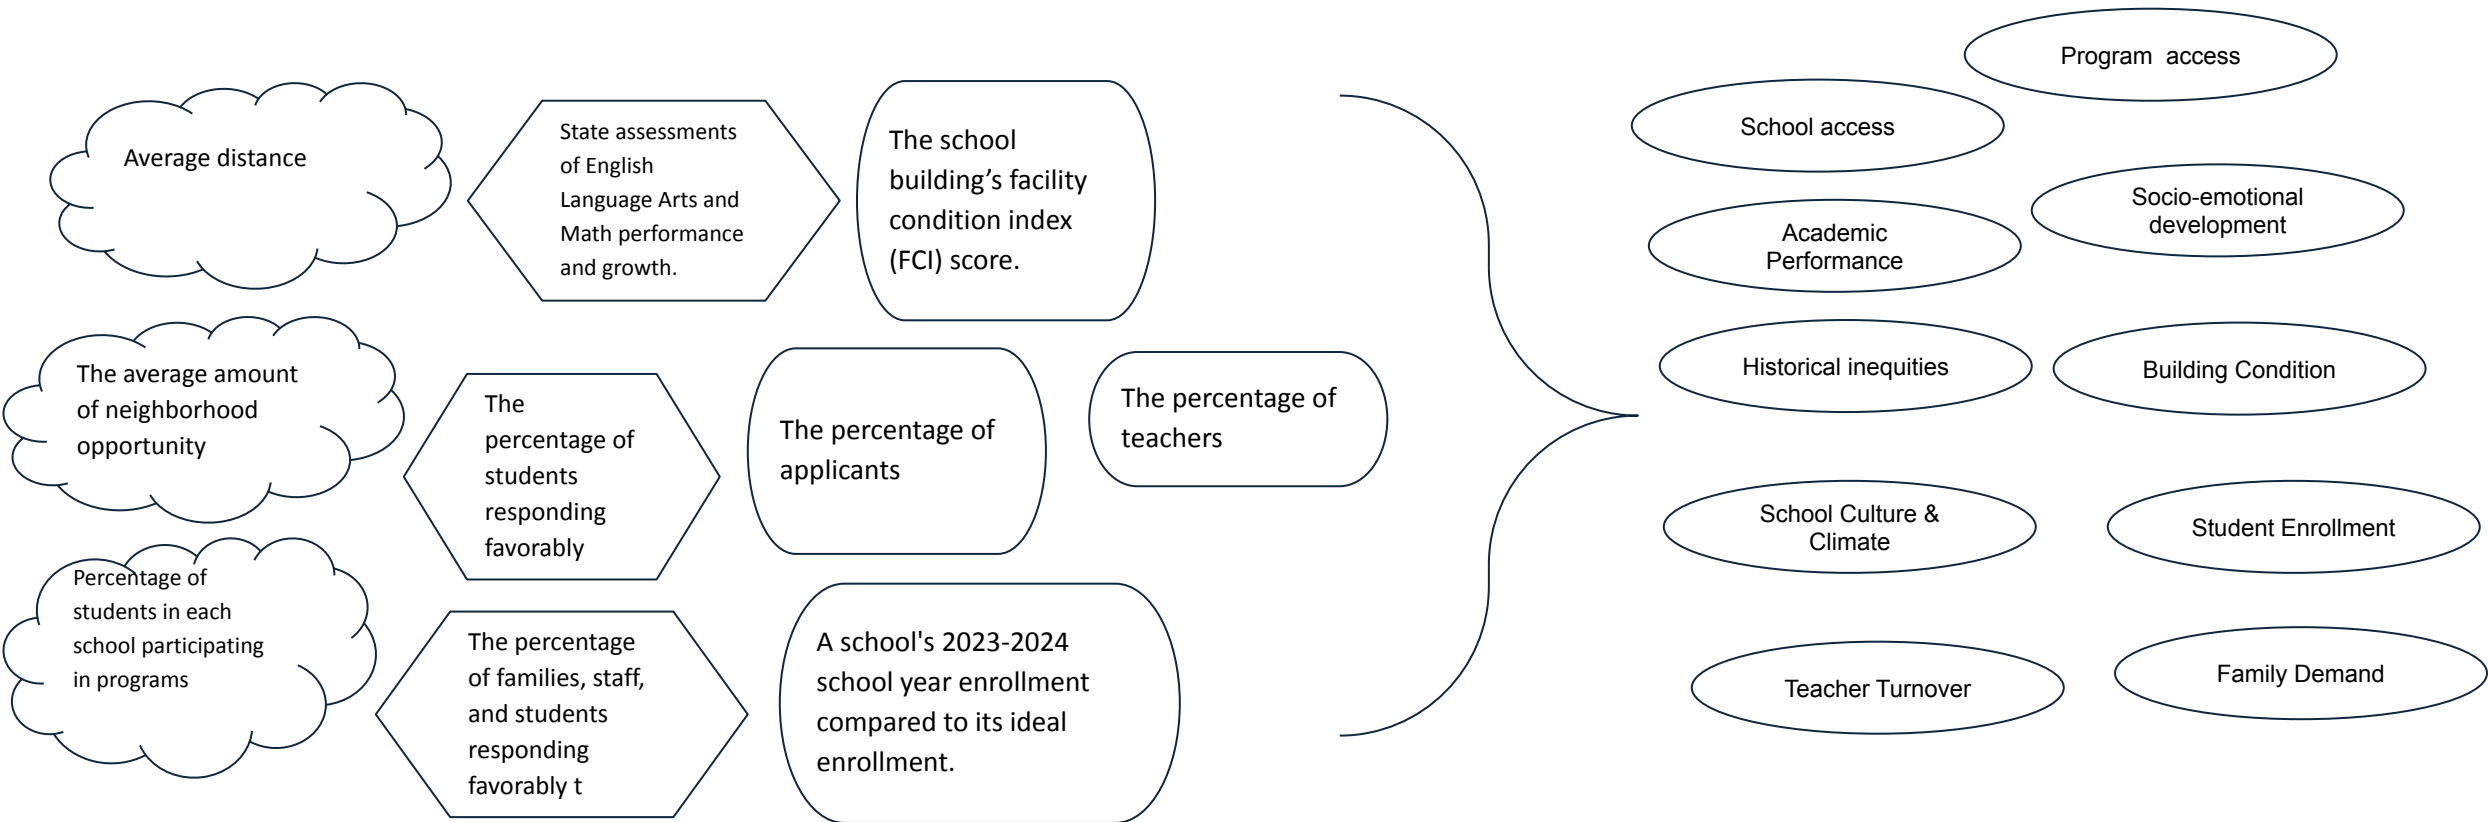 Average distance
State assessments
of English
Language Arts and
Math performance
and growth.
The school
building’s facility
condition index
(FCI) score.
The average amount
of neighborhood
opportunity
The
percentage of
students
responding
favorably
The percentage of
applicants
The percentage of
teachers
Percentage of
students in each
school participating
in programs
The percentage
of families, staff,
and students
responding
favorably t
A school's 2023-2024
school year enrollment
compared to its ideal
enrollment.
Program  access
School access
Socio-emotional
development
Academic
Performance
Historical inequities
Building Condition
School Culture &
Climate
Student Enrollment
Teacher Turnover
Family Demand